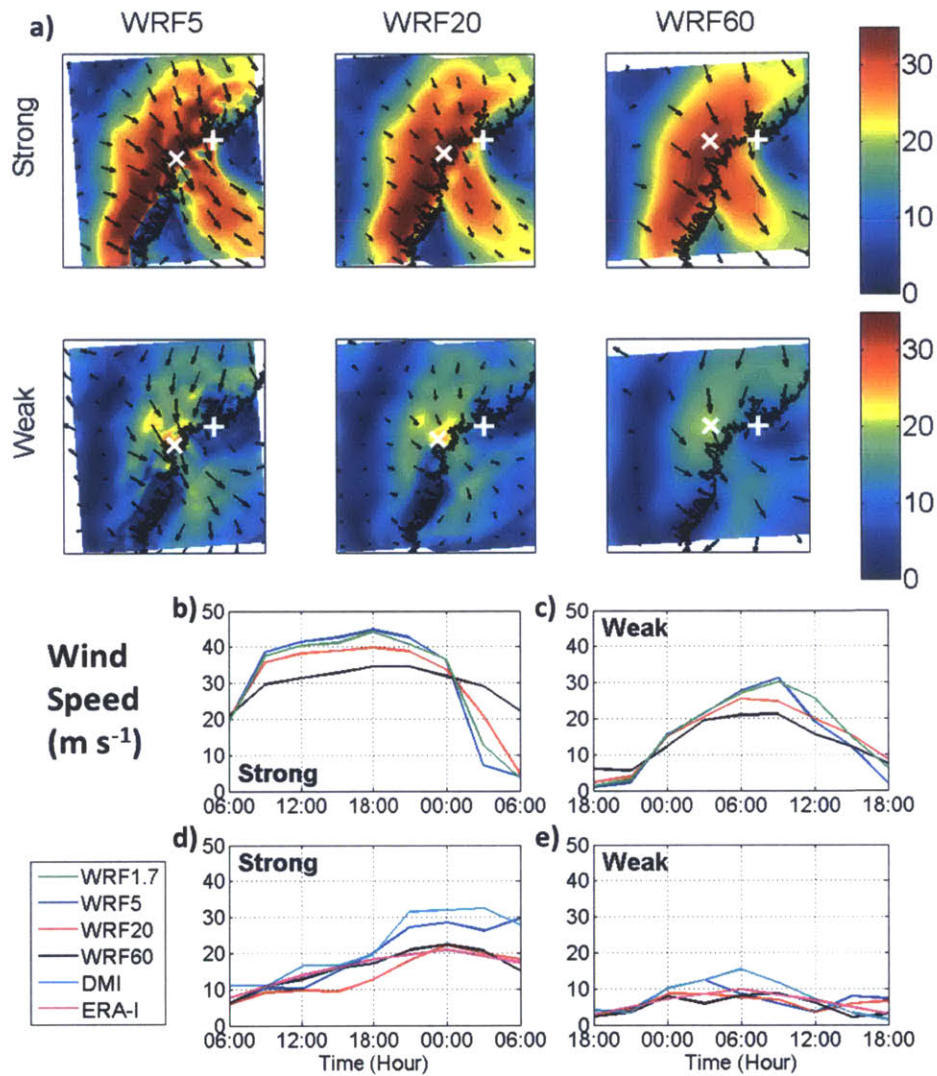 WRF5 WRF20 WRF60
a)
Strong
30
20
10
0
Weak
30
20
10
0
Wind
Speed
(m s⁻¹)
b)
50
40
30
20
10
0
Strong
06:00 12:00 18:00 00:00 06:00
c)
50
40
30
20
10
0
Weak
18:00 00:00 06:00 12:00 18:00
WRF1.7
WRF5
WRF20
WRF60
DMI
ERA-I
d)
50
40
30
20
10
0
Strong
06:00 12:00 18:00 00:00 06:00
Time (Hour)
e)
50
40
30
20
10
0
Weak
18:00 00:00 06:00 12:00 18:00
Time (Hour)